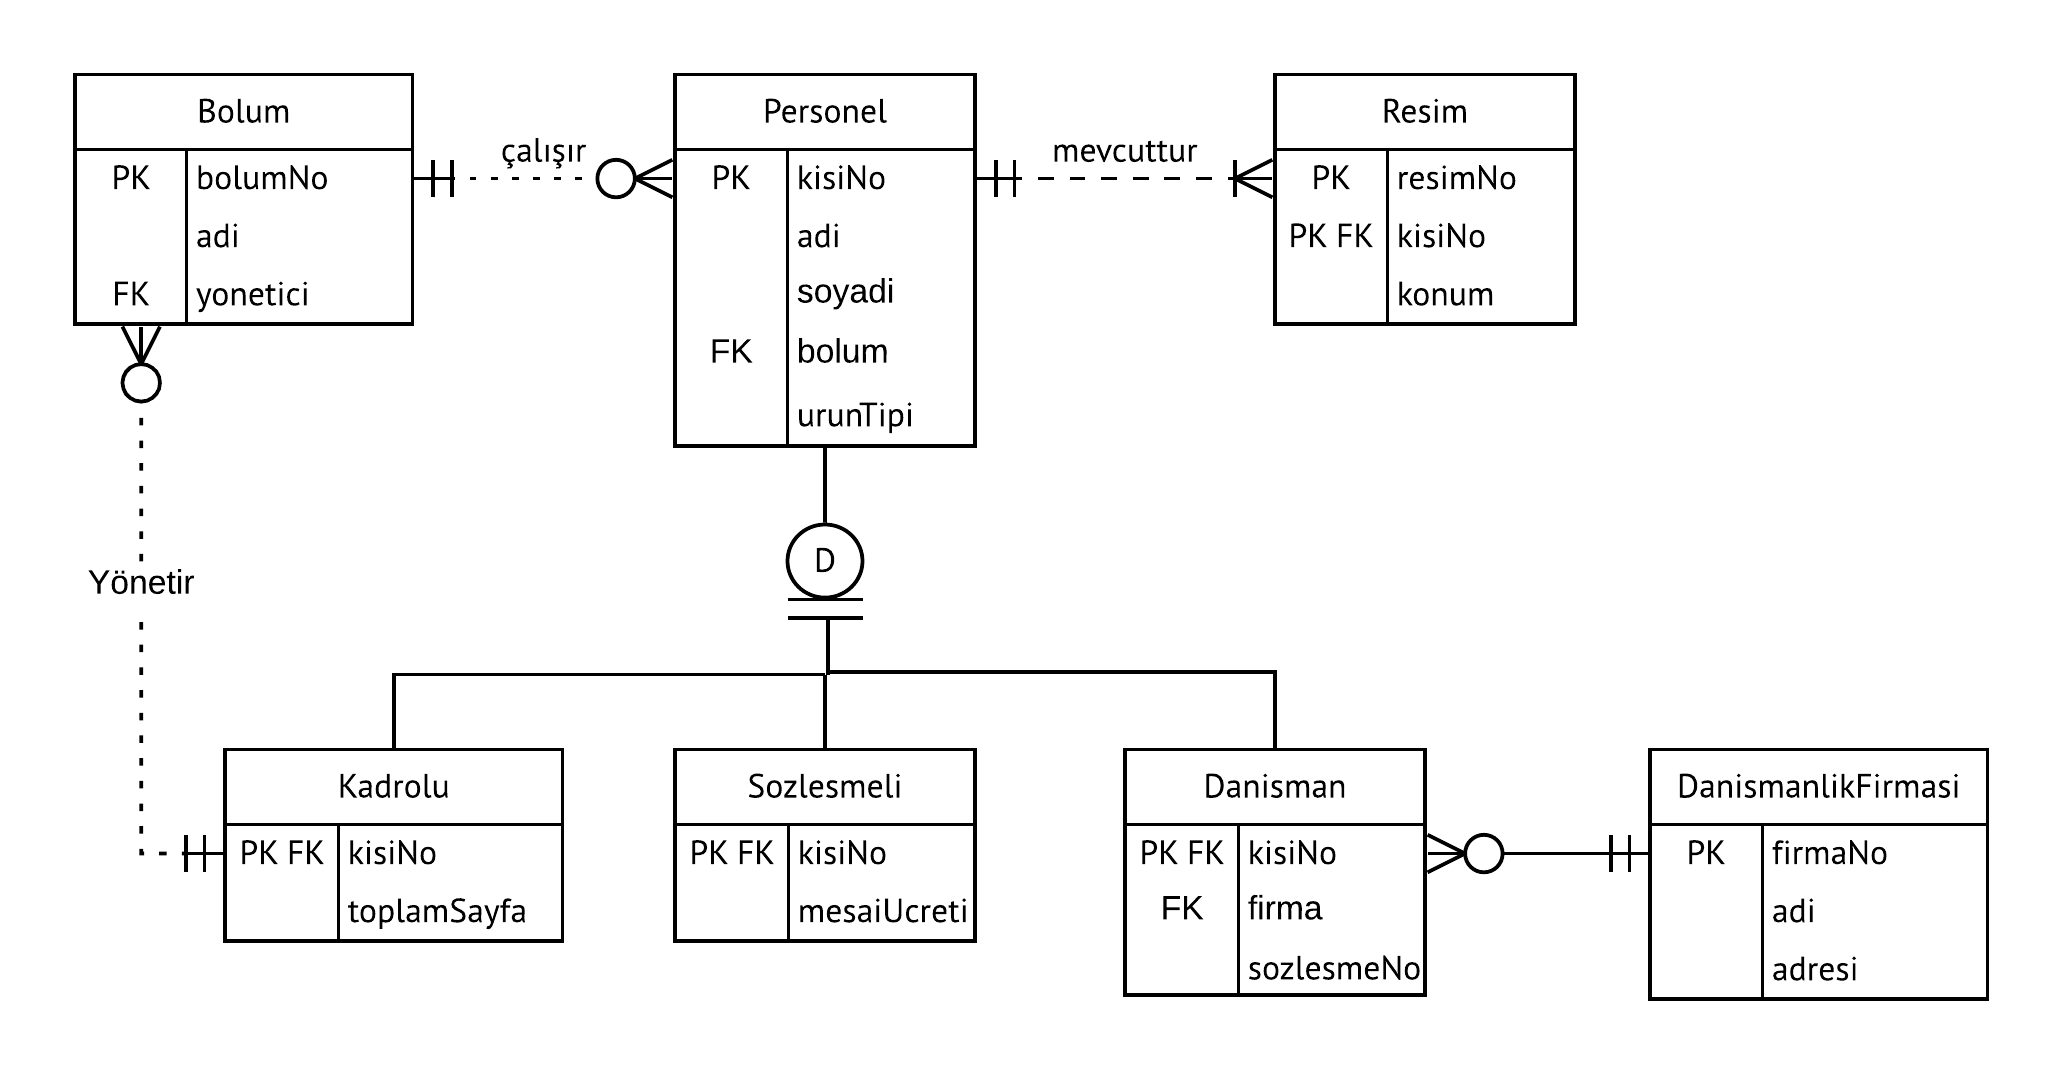 Bolum
PK bolumNo
adi
FK yonetici
çalışır
Personel
PK kisiNo
adi
soyadi
FK bolum
urunTipi
mevcuttur
Resim
PK resimNo
PK FK kisiNo
konum
D
Yönetir
Kadrolu
PK FK kisiNo
toplamSayfa
Sozlesmeli
PK FK kisiNo
mesaiUcreti
Danisman
PK FK kisiNo
FK firma
sozlesmeNo
DanismanlikFirmasi
PK firmaNo
adi
adresi